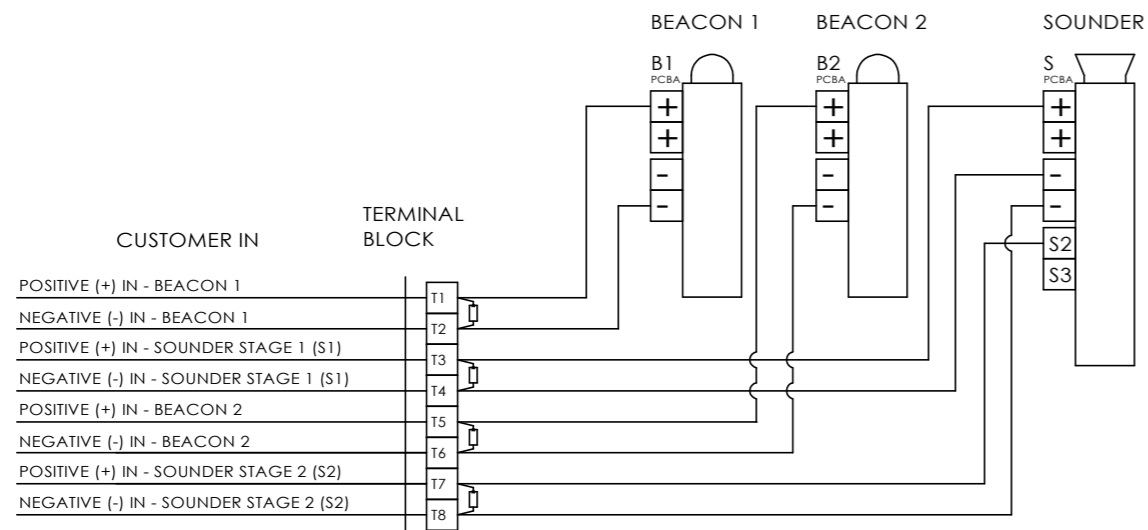 BEACON 1
BEACON 2
SOUNDER
B1
PCBA
+
+
-
-
B2
PCBA
+
+
-
-
S
PCBA
+
+
-
-
S2
S3
CUSTOMER IN
TERMINAL
BLOCK
POSITIVE (+) IN - BEACON 1
T1
NEGATIVE (-) IN - BEACON 1
T2
POSITIVE (+) IN - SOUNDER STAGE 1 (S1)
T3
NEGATIVE (-) IN - SOUNDER STAGE 1 (S1)
T4
POSITIVE (+) IN - BEACON 2
T5
NEGATIVE (-) IN - BEACON 2
T6
POSITIVE (+) IN - SOUNDER STAGE 2 (S2)
T7
NEGATIVE (-) IN - SOUNDER STAGE 2 (S2)
T8